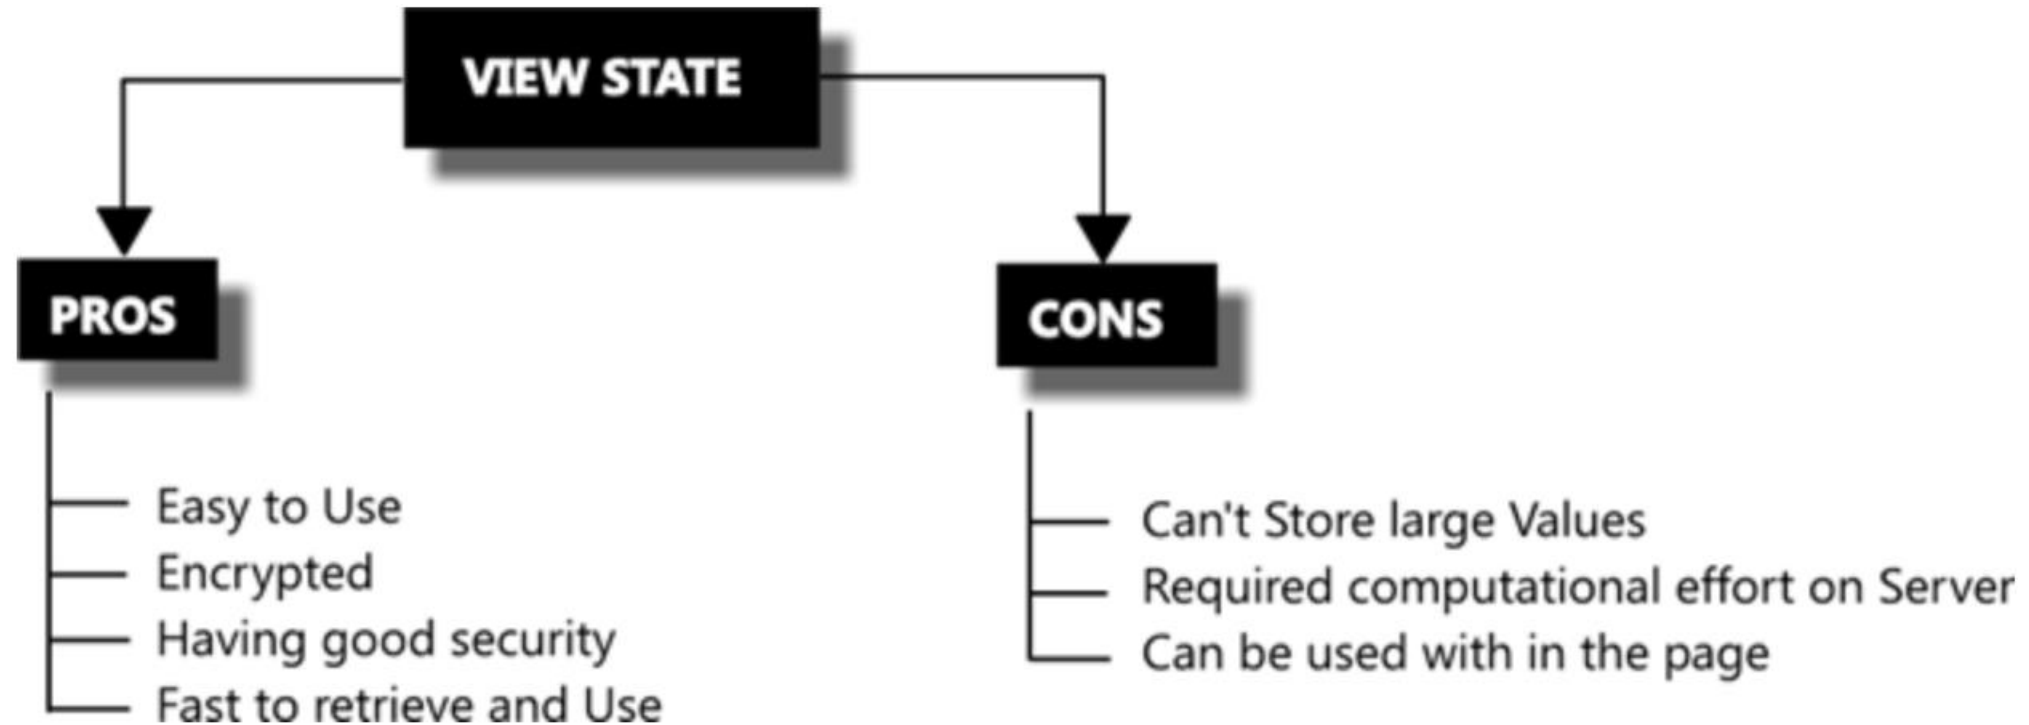 VIEW STATE
PROS
Easy to Use
Encrypted
Having good security
Fast to retrieve and Use
CONS
Can't Store large Values
Required computational effort on Server
Can be used with in the page